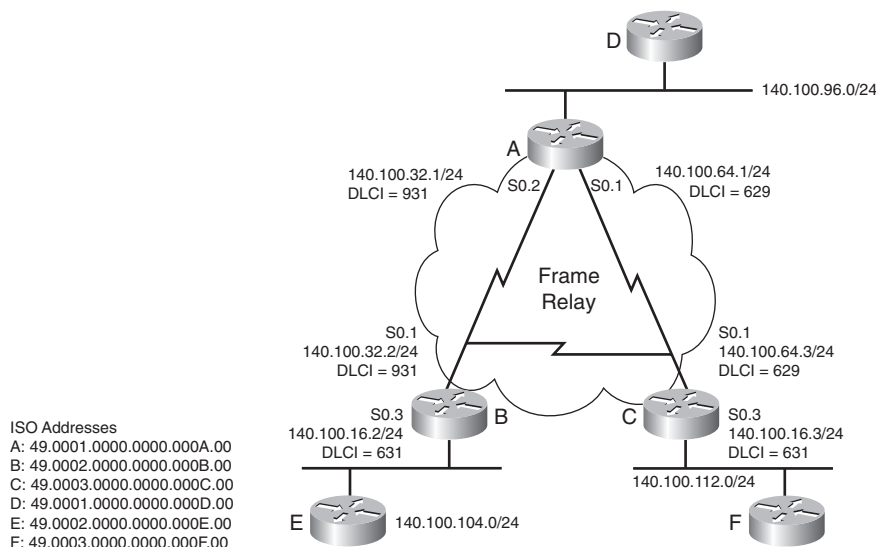 D
140.100.96.0/24
A
140.100.32.1/24
DLCI = 931
S0.2
S0.1
140.100.64.1/24
DLCI = 629
Frame
Relay
S0.1
140.100.32.2/24
DLCI = 931
S0.1
140.100.64.3/24
DLCI = 629
B
C
S0.3
140.100.16.2/24
DLCI = 631
S0.3
140.100.16.3/24
DLCI = 631
140.100.112.0/24
E
140.100.104.0/24
F
ISO Addresses
A: 49.0001.0000.0000.000A.00
B: 49.0002.0000.0000.000B.00
C: 49.0003.0000.0000.000C.00
D: 49.0001.0000.0000.000D.00
E: 49.0002.0000.0000.000E.00
F: 49.0003.0000.0000.000F.00